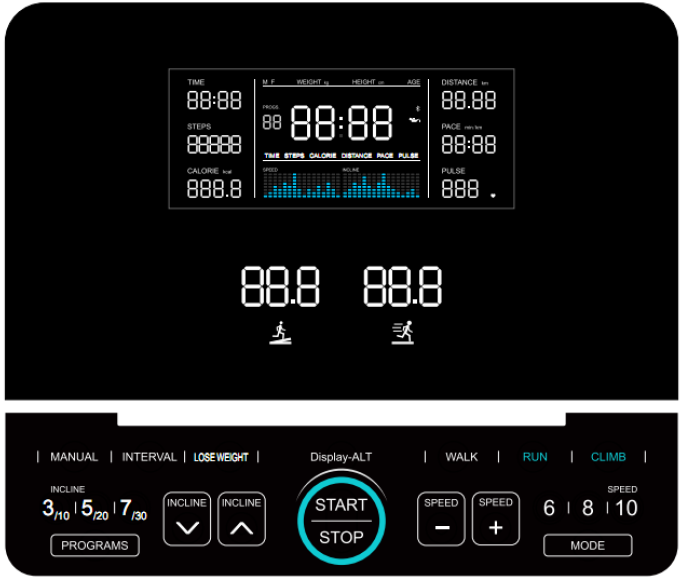 TIME
88:88
STEPS
88888
CALORIE kcal
888.8
M F WEIGHT kg HEIGHT cm AGE
PROGS
88
88:88
TIME STEPS CALORIE DISTANCE PACE PULSE
SPEED INCLINE
DISTANCE km
88.88
PACE min/km
88:88
PULSE
888
88.8 88.8
| MANUAL | INTERVAL | LOSE WEIGHT |
Display-ALT
| WALK | RUN | CLIMB |
INCLINE
3/10 | 5/20 | 7/30
PROGRAMS
INCLINE
INCLINE
START
STOP
SPEED
−
SPEED
+
SPEED
6 | 8 | 10
MODE